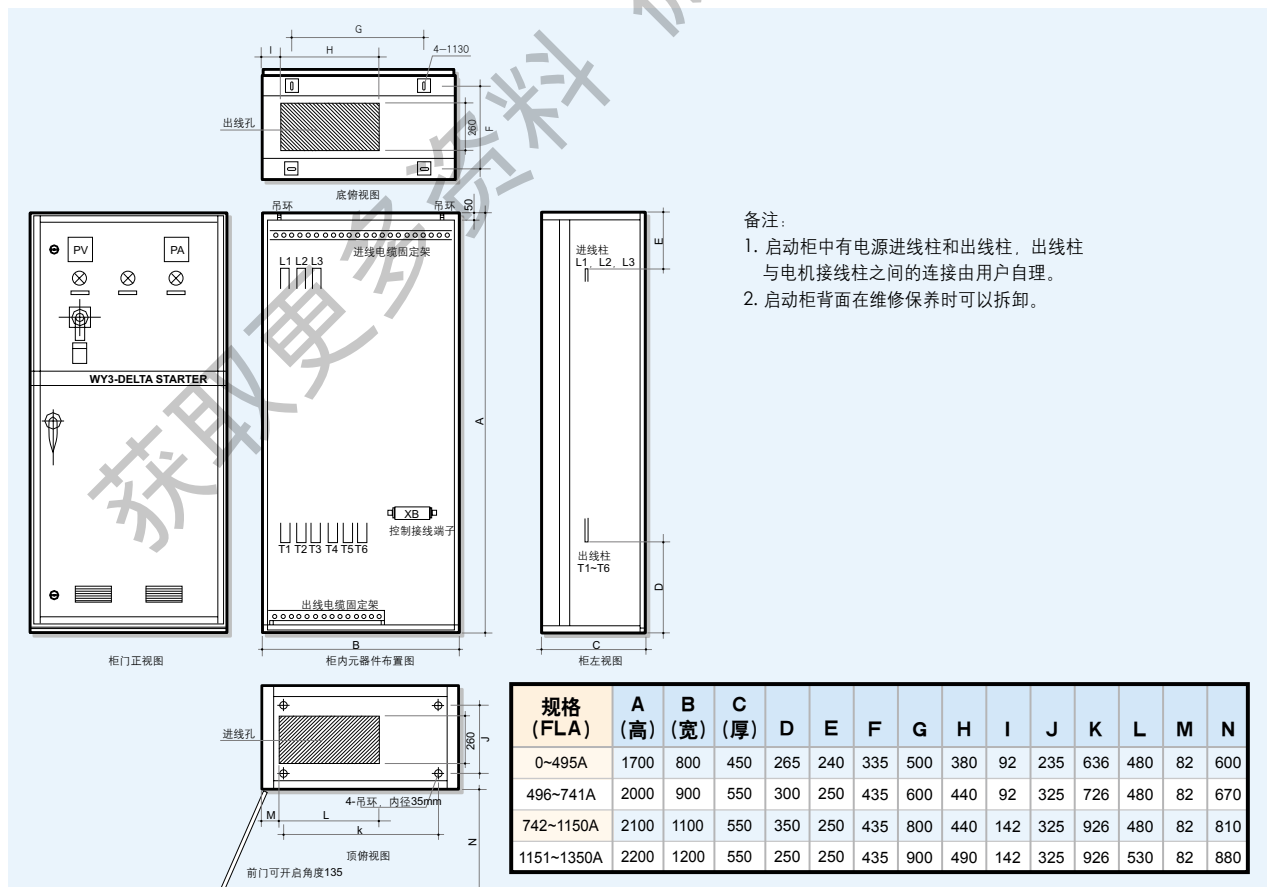 G
I
H
4-1130
出线孔
260
F
底俯视图
吊环
吊环
50
进线电缆固定架
L1 L2 L3
PV
PA
WY3-DELTA STARTER
A
XB
控制接线端子
T1 T2 T3 T4 T5 T6
出线电缆固定架
B
柜门正视图
柜内元器件布置图
E
进线柱
L1, L2, L3
出线柱
T1~T6
D
C
柜左视图
备注:
1. 启动柜中有电源进线柱和出线柱, 出线柱
与电机接线柱之间的连接由用户自理。
2. 启动柜背面在维修保养时可以拆卸。
进线孔
260
J
4-吊环, 内径35mm
M
L
k
N
顶俯视图
前门可开启角度135
规格 A B C
(FLA) (高) (宽) (厚) D E F G H I J K L M N
0~495A 1700 800 450 265 240 335 500 380 92 235 636 480 82 600
496~741A 2000 900 550 300 250 435 600 440 92 325 726 480 82 670
742~1150A 2100 1100 550 350 250 435 800 440 142 325 926 480 82 810
1151~1350A 2200 1200 550 250 250 435 900 490 142 325 926 530 82 880
获取更多资料